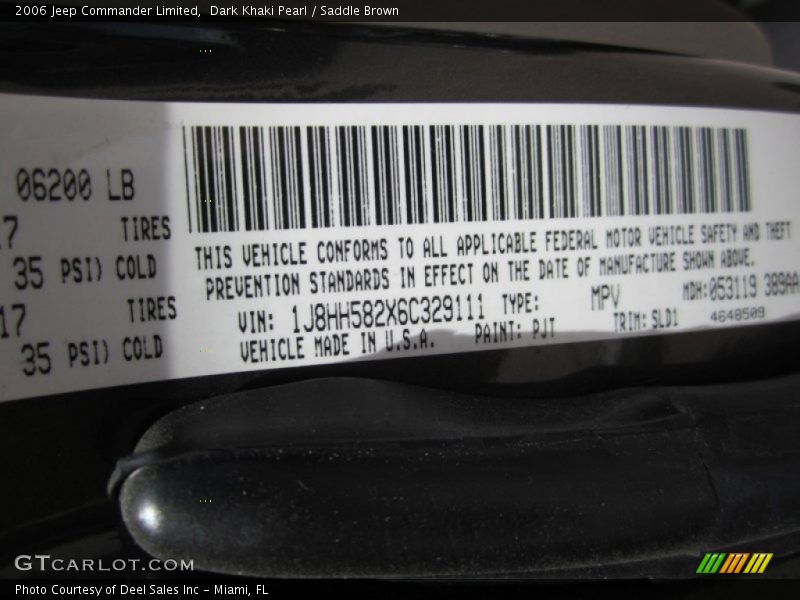 2006 Jeep Commander Limited,  Dark Khaki Pearl / Saddle Brown
06200 LB
17 TIRES
35 PSI) COLD
17 TIRES
35 PSI) COLD
THIS VEHICLE CONFORMS TO ALL APPLICABLE FEDERAL MOTOR VEHICLE SAFETY AND THEFT
PREVENTION STANDARDS IN EFFECT ON THE DATE OF MANUFACTURE SHOWN ABOVE.
VIN: 1J8HH582X6C329111 TYPE: MPV MDH:053119 389AA
VEHICLE MADE IN U.S.A. PAINT: PJT TRIM: SLD1 4648509
GTCARLOT.COM
Photo Courtesy of Deel Sales Inc - Miami, FL